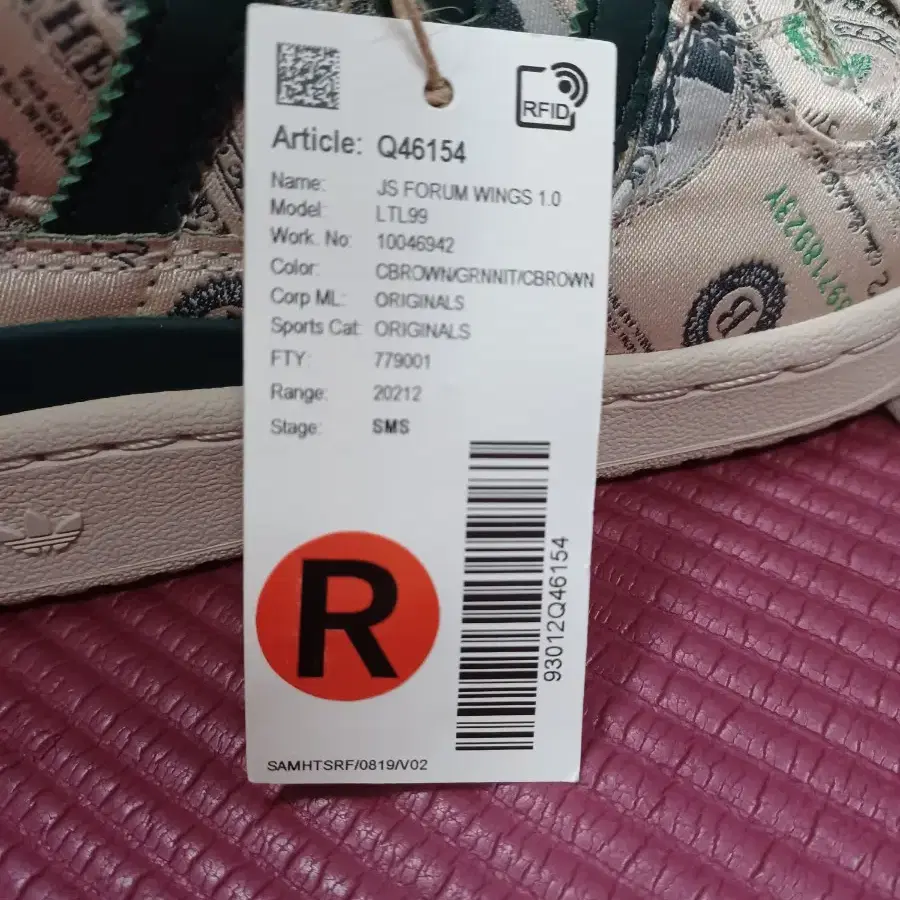 THE
RFID
Article: Q46154
Name: JS FORUM WINGS 1.0
Model: LTL99
Work. No: 10046942
Color: CBROWN/GRNNIT/CBROWN
Corp ML: ORIGINALS
Sports Cat: ORIGINALS
FTY: 779001
Range: 20212
Stage: SMS
R
93012Q46154
SAMHTSRF/0819/V02
B